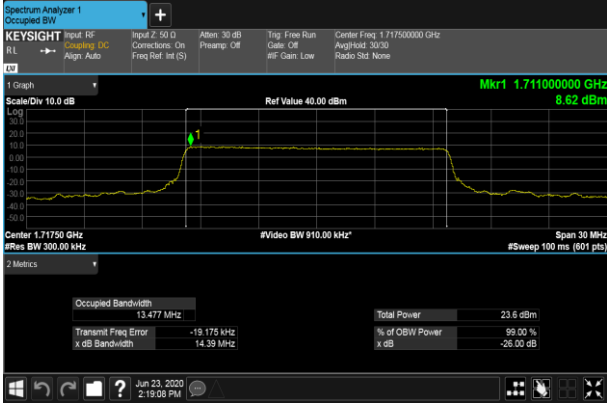 Spectrum Analyzer 1
Occupied BW
+
KEYSIGHT Input: RF Input Z: 50 Ω Atten: 30 dB Trig: Free Run Center Freq: 1.717500000 GHz
RL Coupling: DC Corrections: On Preamp: Off Gate: Off Avg|Hold: 30/30
Align: Auto Freq Ref: Int (S) #IF Gain: Low Radio Std: None
LXI
1 Graph
Mkr1 1.711000000 GHz
Scale/Div 10.0 dB Ref Value 40.00 dBm 8.62 dBm
Log
30.0
20.0
10.0
0.00
-10.0
-20.0
-30.0
-40.0
-50.0
1
Center 1.71750 GHz #Video BW 910.00 kHz* Span 30 MHz
#Res BW 300.00 kHz #Sweep 100 ms (601 pts)
2 Metrics
Occupied Bandwidth
13.477 MHz Total Power 23.6 dBm
Transmit Freq Error -19.175 kHz % of OBW Power 99.00 %
x dB Bandwidth 14.39 MHz x dB -26.00 dB
? Jun 23, 2020
2:19:08 PM